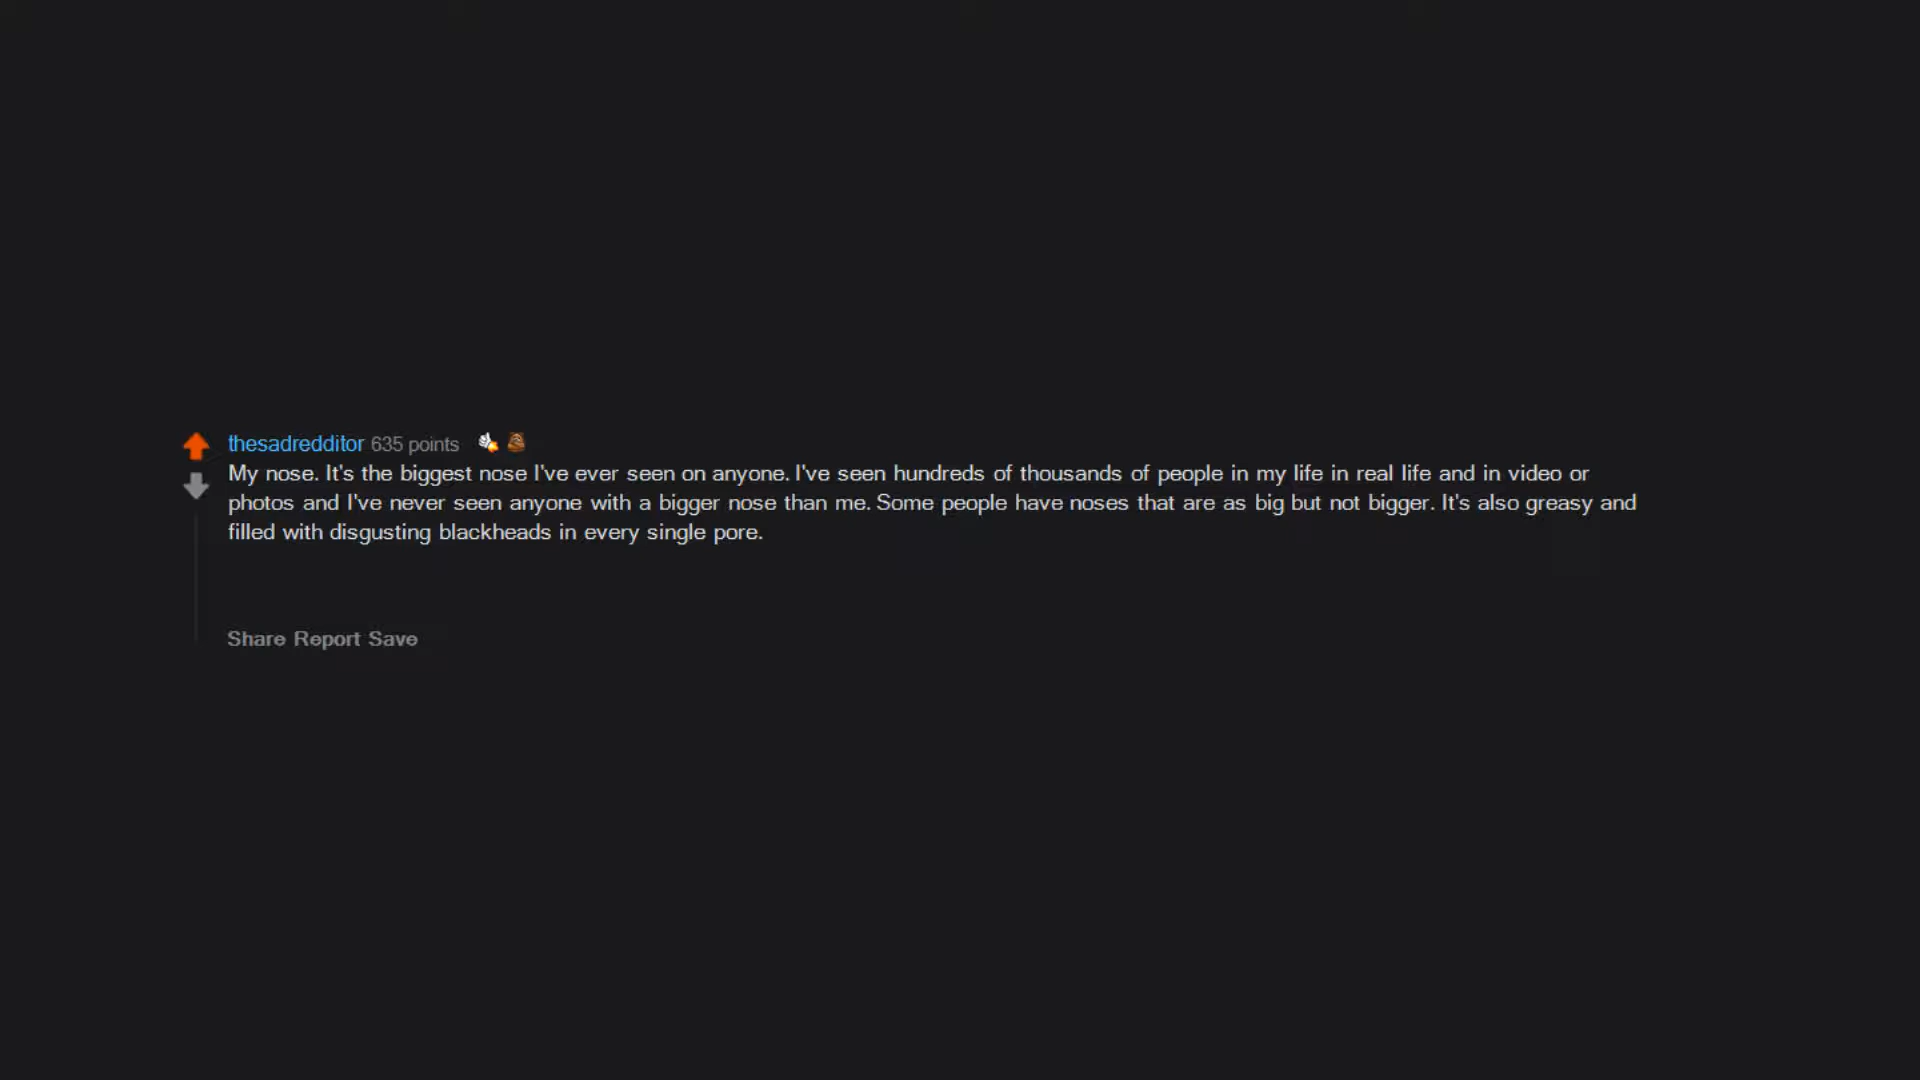 thesadredditor 635 points
My nose. It's the biggest nose I've ever seen on anyone. I've seen hundreds of thousands of people in my life in real life and in video or
photos and I've never seen anyone with a bigger nose than me. Some people have noses that are as big but not bigger. It's also greasy and
filled with disgusting blackheads in every single pore.
Share Report Save